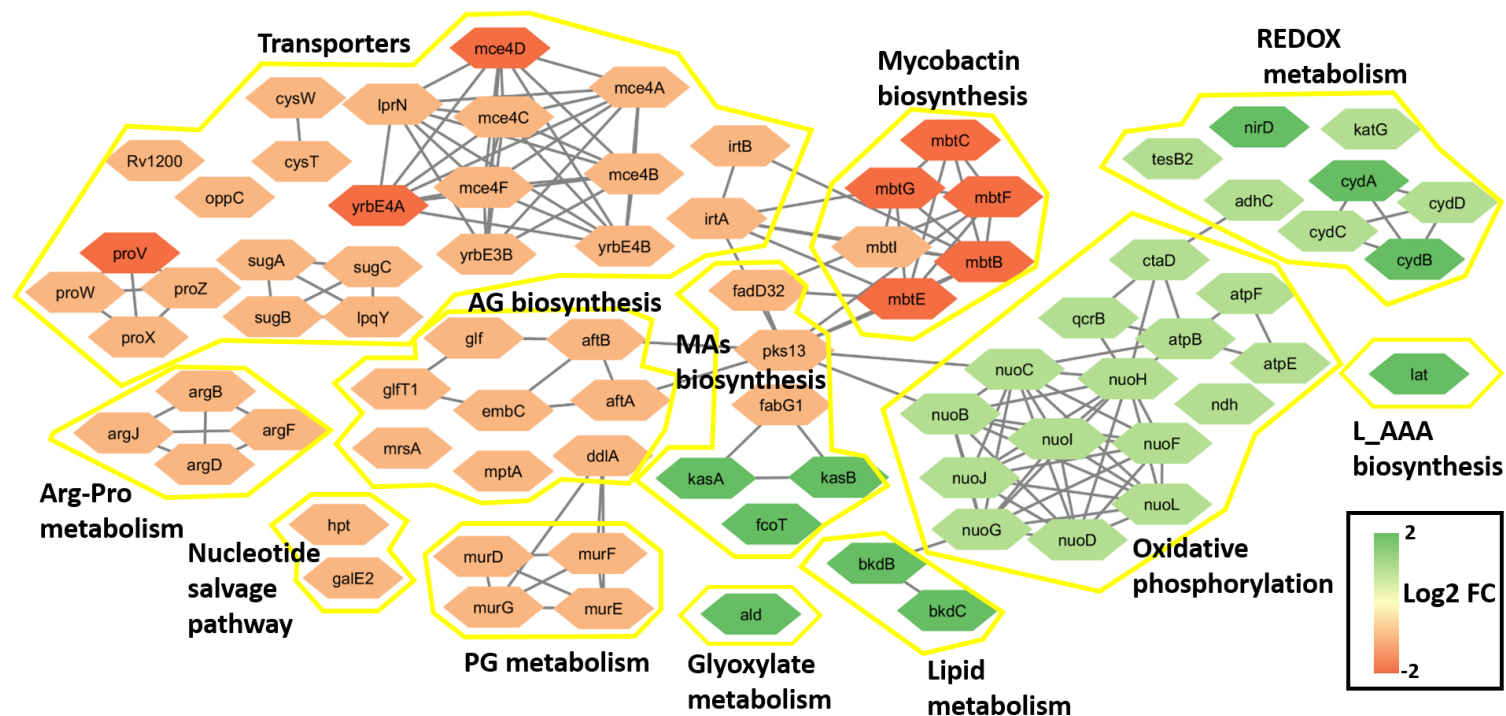 Transporters
mce4D
mce4A
cysW
lprN
mce4C
Rv1200
cysT
oppC
mce4F
mce4B
yrbE4A
yrbE3B
yrbE4B
irtB
irtA
proV
proW
proZ
proX
sugA
sugC
sugB
lpqY
Mycobactin
biosynthesis
mbtC
mbtG
mbtF
mbtI
mbtB
mbtE
REDOX
metabolism
nirD
katG
tesB2
cydA
adhC
cydD
cydC
cydB
AG biosynthesis
glf
aftB
glfT1
embC
aftA
mrsA
mptA
ddlA
MAs
biosynthesis
fadD32
pks13
fabG1
kasA
kasB
fcoT
ctaD
atpF
qcrB
atpB
atpE
nuoC
nuoH
ndh
nuoB
nuoI
nuoF
nuoJ
nuoL
nuoG
nuoD
Oxidative
phosphorylation
lat
L_AAA
biosynthesis
argB
argJ
argF
argD
Arg-Pro
metabolism
hpt
galE2
Nucleotide
salvage
pathway
murD
murF
murG
murE
PG metabolism
ald
Glyoxylate
metabolism
bkdB
bkdC
Lipid
metabolism
2
Log2 FC
-2